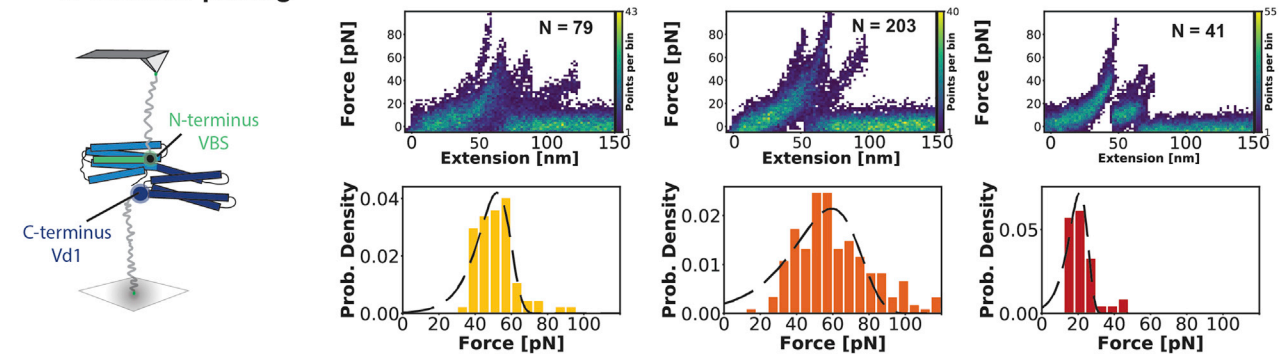 N-terminus
VBS
C-terminus
Vd1
Force [pN]
80
60
40
20
0
N = 79
43
Points per bin
1
0 50 100 150
Extension [nm]
Force [pN]
80
60
40
20
0
N = 203
40
Points per bin
1
0 50 100 150
Extension [nm]
Force [pN]
80
60
40
20
0
N = 41
55
Points per bin
1
0 50 100 150
Extension [nm]
Prob. Density
0.04
0.02
0.00
0 20 40 60 80 100
Force [pN]
Prob. Density
0.02
0.01
0.00
0 20 40 60 80 100
Force [pN]
Prob. Density
0.05
0.00
0 20 40 60 80 100
Force [pN]